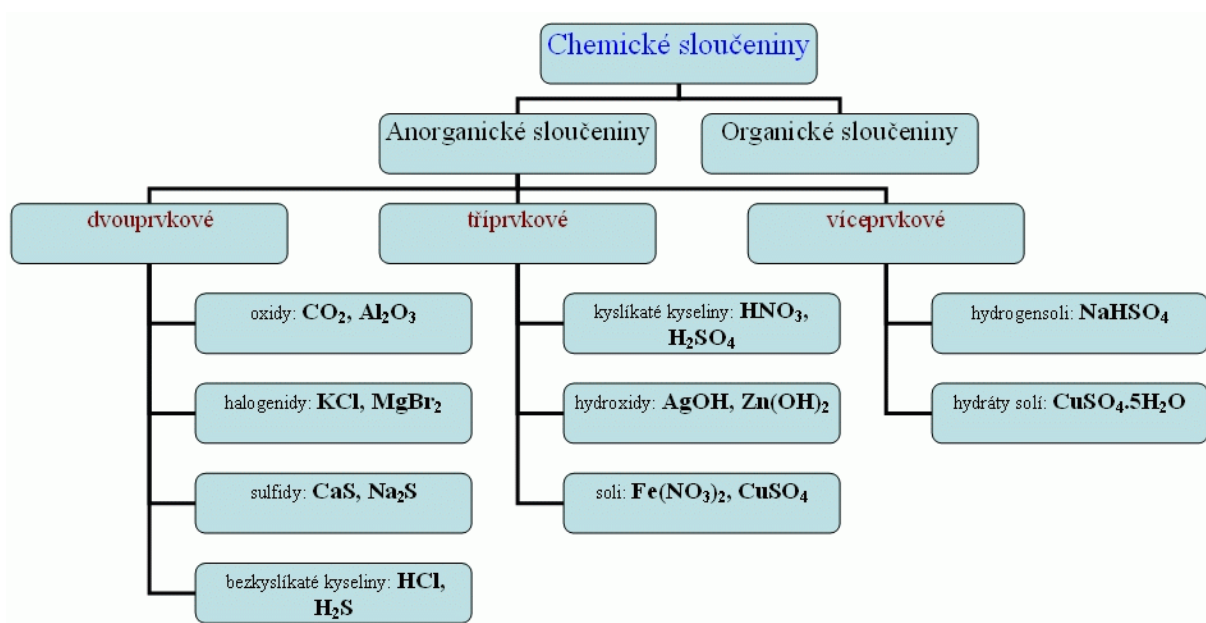 Chemické sloučeniny
Anorganické sloučeniny
Organické sloučeniny
dvouprvkové
tříprvkové
víceprvkové
oxidy: CO₂, Al₂O₃
kyslíkaté kyseliny: HNO₃,
H₂SO₄
hydrogensoli: NaHSO₄
halogenidy: KCl, MgBr₂
hydroxidy: AgOH, Zn(OH)₂
hydráty solí: CuSO₄.5H₂O
sulfidy: CaS, Na₂S
soli: Fe(NO₃)₂, CuSO₄
bezkyslíkaté kyseliny: HCl,
H₂S